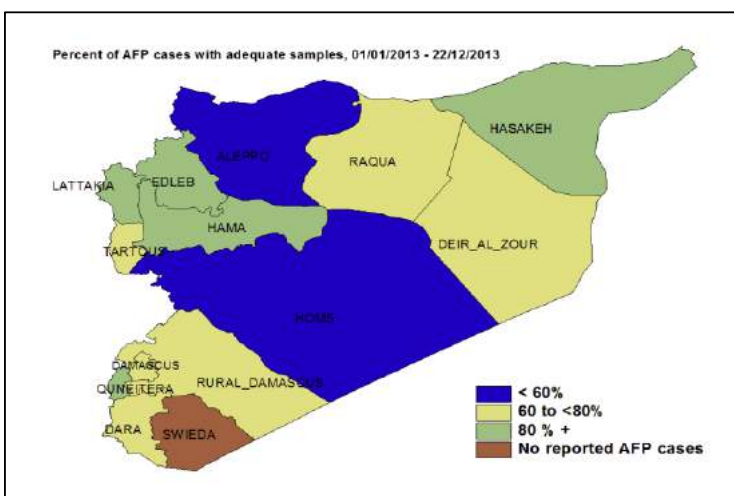 Percent of AFP cases with adequate samples, 01/01/2013 - 22/12/2013
HASAKEH
ALEPPO
RAQUA
EDLEB
LATTAKIA
HAMA
DEIR_AL_ZOUR
TARTOUS
HOMS
DAMASCUS
RURAL_DAMASCUS
QUNEITERA
DARA
SWIEDA
< 60%
60 to <80%
80 % +
No reported AFP cases